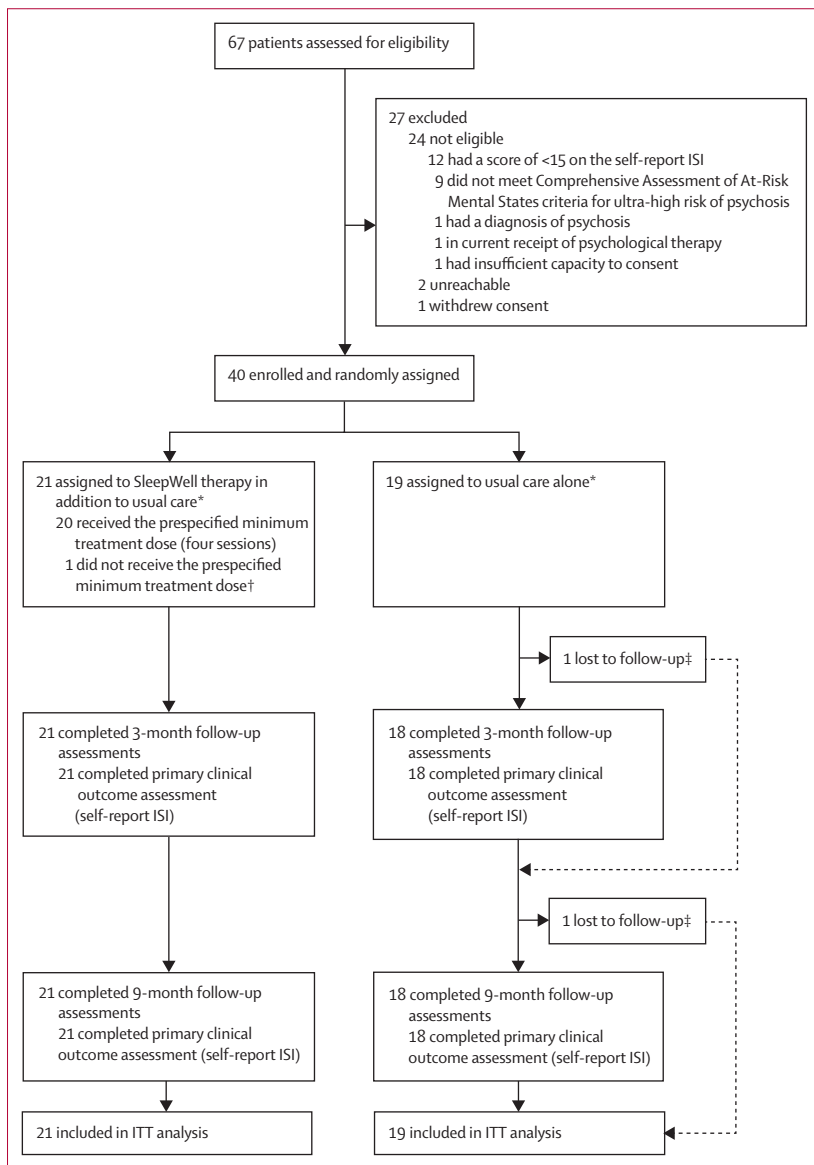 67 patients assessed for eligibility
27 excluded
24 not eligible
12 had a score of <15 on the self-report ISI
9 did not meet Comprehensive Assessment of At-Risk
Mental States criteria for ultra-high risk of psychosis
1 had a diagnosis of psychosis
1 in current receipt of psychological therapy
1 had insufficient capacity to consent
2 unreachable
1 withdrew consent
40 enrolled and randomly assigned
21 assigned to SleepWell therapy in
addition to usual care*
20 received the prespecified minimum
treatment dose (four sessions)
1 did not receive the prespecified
minimum treatment dose†
19 assigned to usual care alone*
1 lost to follow-up‡
21 completed 3-month follow-up
assessments
21 completed primary clinical
outcome assessment
(self-report ISI)
18 completed 3-month follow-up
assessments
18 completed primary clinical
outcome assessment
(self-report ISI)
1 lost to follow-up‡
21 completed 9-month follow-up
assessments
21 completed primary clinical
outcome assessment (self-report ISI)
18 completed 9-month follow-up
assessments
18 completed primary clinical
outcome assessment (self-report ISI)
21 included in ITT analysis
19 included in ITT analysis